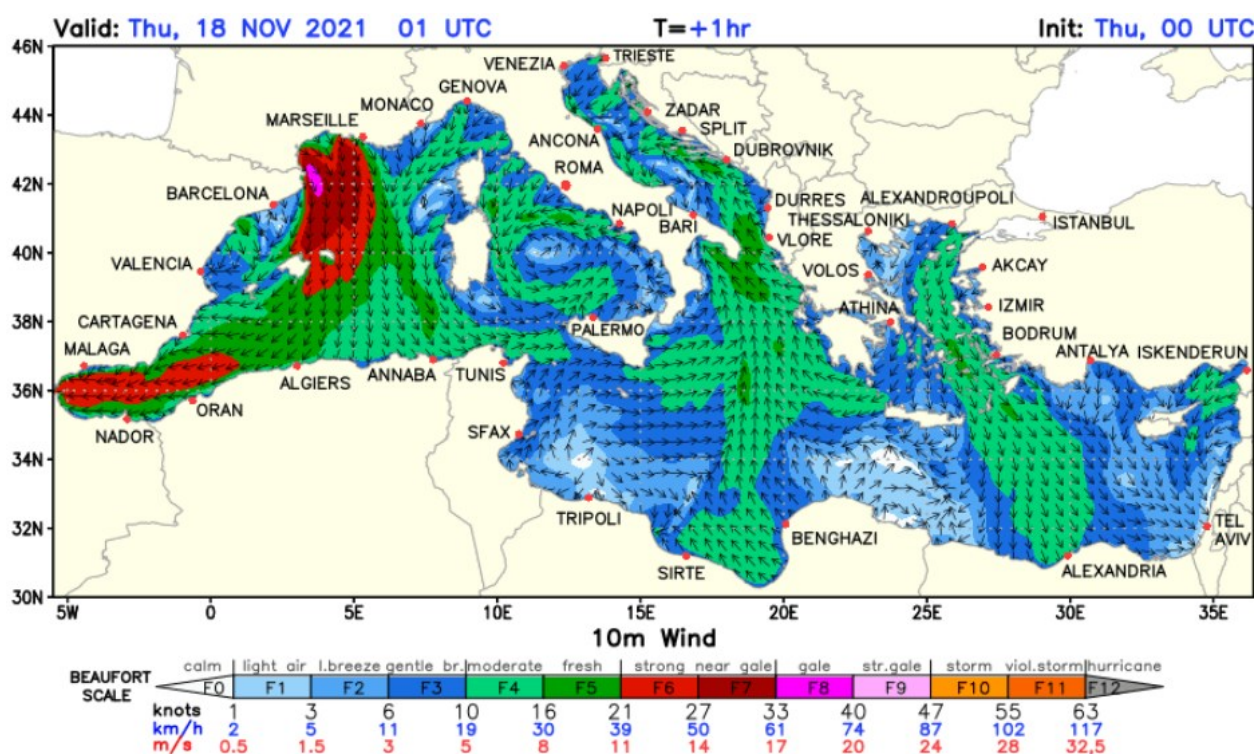 Valid: Thu, 18 NOV 2021 01 UTC T=+1hr Init: Thu, 00 UTC
46N
44N
42N
40N
38N
36N
34N
32N
30N
VENEZIA
TRIESTE
GENOVA
MONACO
MARSEILLE
ZADAR
SPLIT
ANCONA
DUBROVNIK
ROMA
BARCELONA
NAPOLI
BARI
DURRES
ALEXANDROUPOLI
THESSALONIKI
ISTANBUL
VLORE
VALENCIA
VOLOS
AKCAY
IZMIR
ATHINA
CARTAGENA
PALERMO
BODRUM
MALAGA
ANTALYA
ISKENDERUN
ALGIERS
ANNABA
TUNIS
ORAN
NADOR
SFAX
TRIPOLI
BENGHAZI
TEL
AVIV
SIRTE
ALEXANDRIA
5W 0 5E 10E 15E 20E 25E 30E 35E
10m Wind
calm light air l.breeze gentle br. moderate fresh strong near gale gale str.gale storm viol.storm hurricane
BEAUFORT
SCALE
F0 F1 F2 F3 F4 F5 F6 F7 F8 F9 F10 F11 F12
knots 1 3 6 10 16 21 27 33 40 47 55 63
km/h 2 5 11 19 30 39 50 61 74 87 102 117
m/s 0.5 1.5 3 5 8 11 14 17 20 24 28 32,5